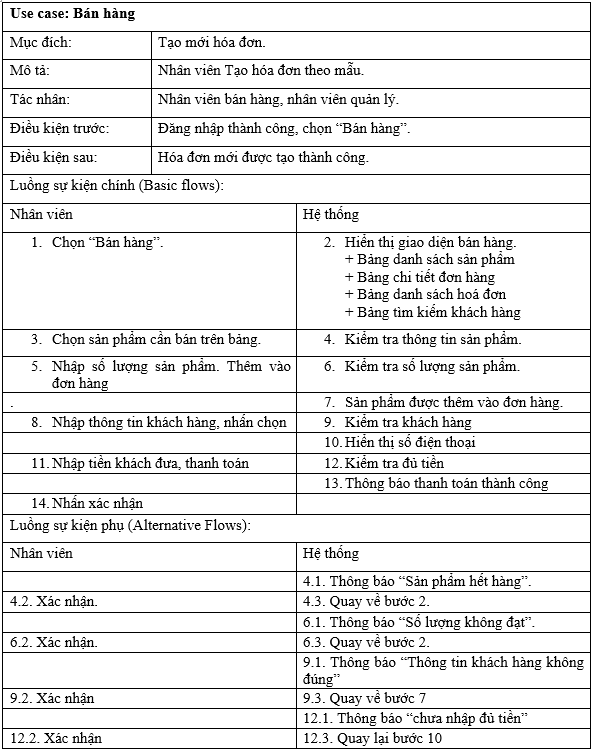 Use case: Bán hàng
Mục đích: Tạo mới hóa đơn.
Mô tả: Nhân viên Tạo hóa đơn theo mẫu.
Tác nhân: Nhân viên bán hàng, nhân viên quản lý.
Điều kiện trước: Đăng nhập thành công, chọn “Bán hàng”.
Điều kiện sau: Hóa đơn mới được tạo thành công.
Luồng sự kiện chính (Basic flows):
Nhân viên Hệ thống
1. Chọn “Bán hàng”. 2. Hiển thị giao diện bán hàng.
+ Bảng danh sách sản phẩm
+ Bảng chi tiết đơn hàng
+ Bảng danh sách hoá đơn
+ Bảng tìm kiếm khách hàng
3. Chọn sản phẩm cần bán trên bảng. 4. Kiểm tra thông tin sản phẩm.
5. Nhập số lượng sản phẩm. Thêm vào 6. Kiểm tra số lượng sản phẩm.
đơn hàng
. 7. Sản phẩm được thêm vào đơn hàng.
8. Nhập thông tin khách hàng, nhấn chọn 9. Kiểm tra khách hàng
10. Hiển thị số điện thoại
11. Nhập tiền khách đưa, thanh toán 12. Kiểm tra đủ tiền
13. Thông báo thanh toán thành công
14. Nhấn xác nhận
Luồng sự kiện phụ (Alternative Flows):
Nhân viên Hệ thống
4.1. Thông báo “Sản phẩm hết hàng”.
4.2. Xác nhận. 4.3. Quay về bước 2.
6.1. Thông báo “Số lượng không đạt”.
6.2. Xác nhận. 6.3. Quay về bước 2.
9.1. Thông báo “Thông tin khách hàng không
đúng”
9.2. Xác nhận 9.3. Quay về bước 7
12.1. Thông báo “chưa nhập đủ tiền”
12.2. Xác nhận 12.3. Quay lại bước 10